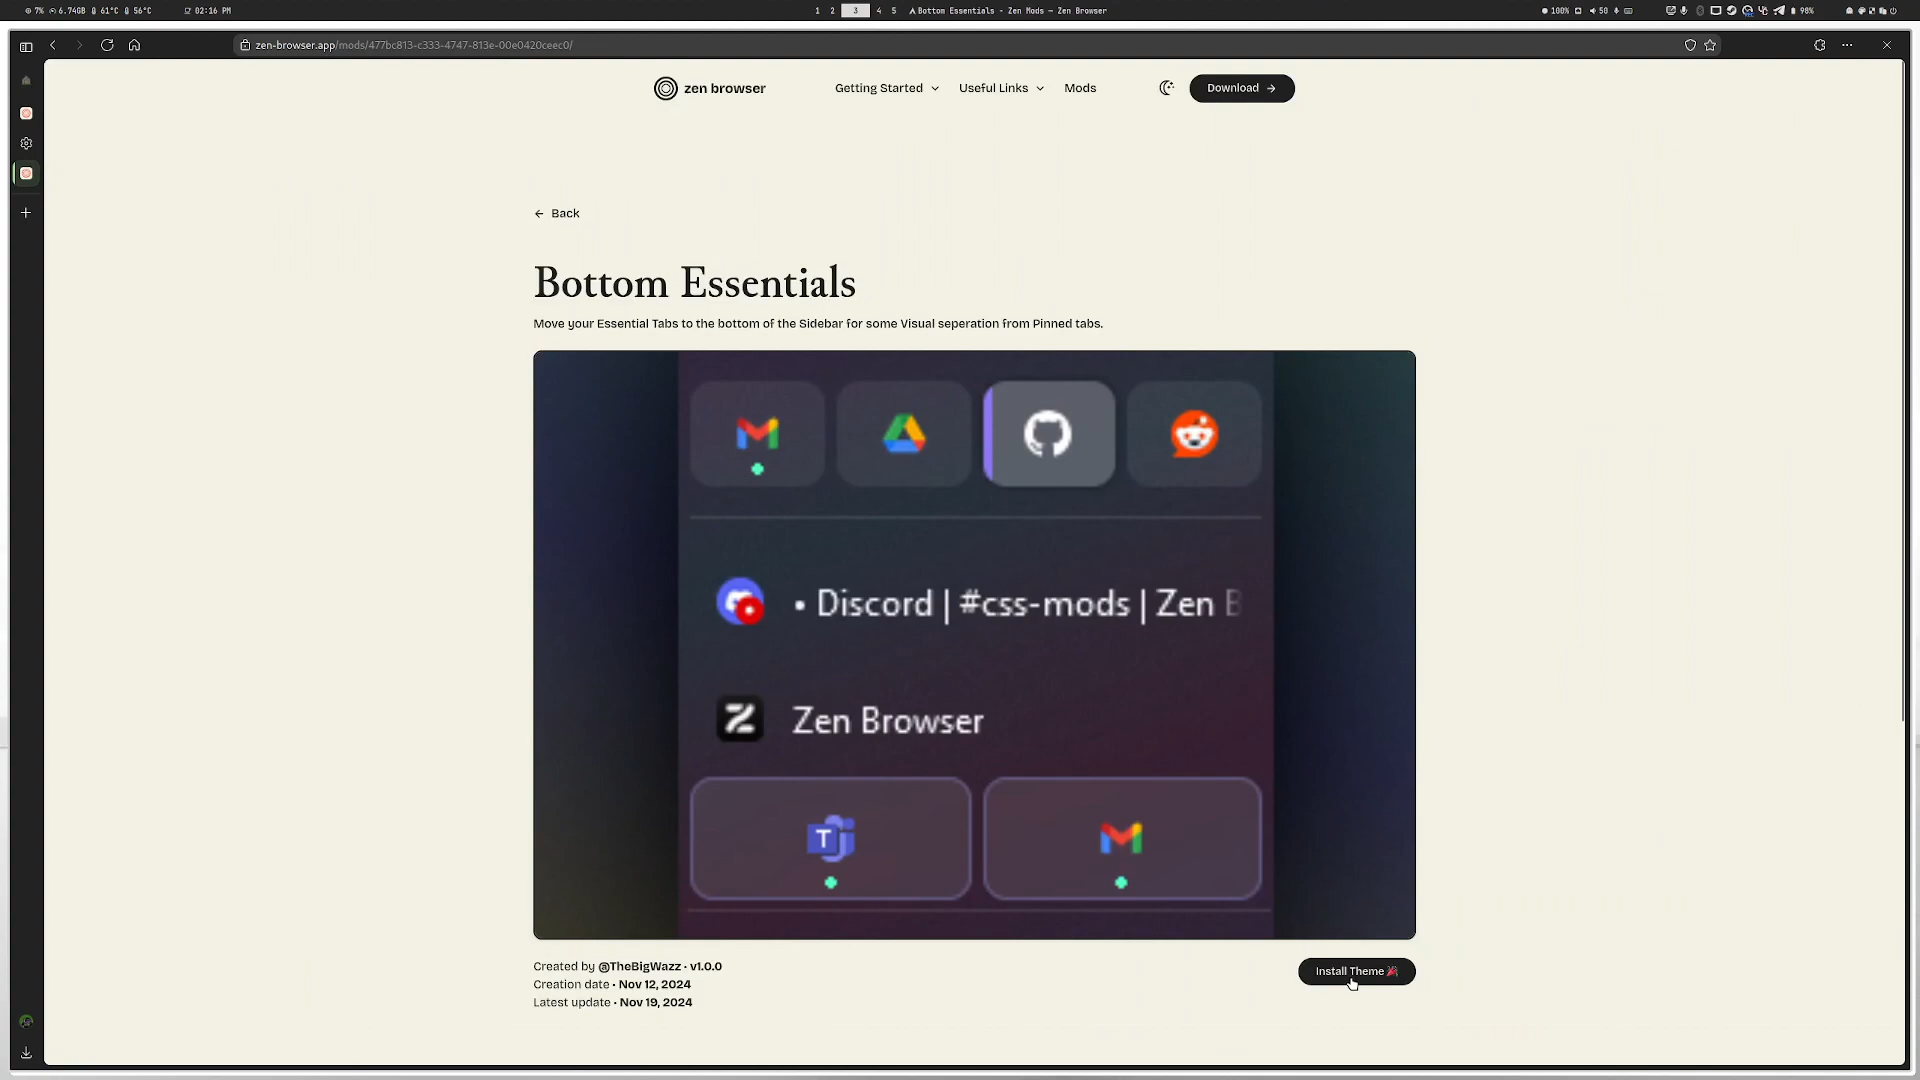 7% 6.74GB 61°C 56°C 02:16 PM
1 2 3 4 5 Bottom Essentials - Zen Mods — Zen Browser
100% 50 98%
zen-browser.app/mods/477bc813-c333-4747-813e-00e0420ceec0/
zen browser
Getting Started
Useful Links
Mods
Download →
← Back
Bottom Essentials
Move your Essential Tabs to the bottom of the Sidebar for some Visual seperation from Pinned tabs.
• Discord | #css-mods | Zen B
Zen Browser
T
Created by @TheBigWazz • v1.0.0
Install Theme 🎉
Creation date • Nov 12, 2024
Latest update • Nov 19, 2024